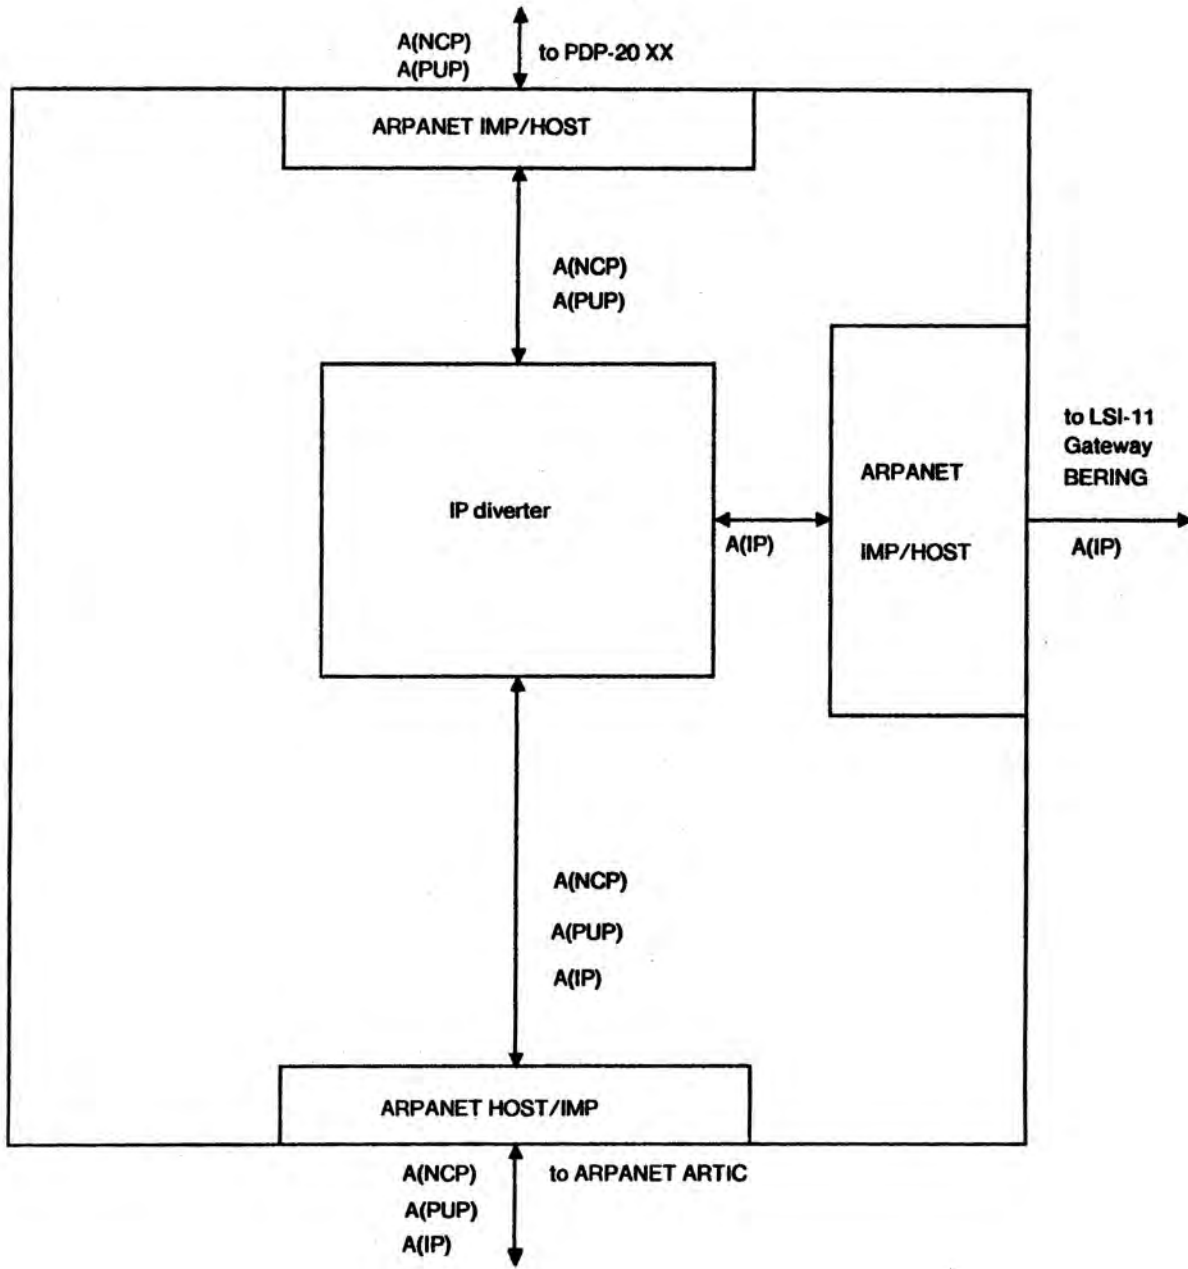 A(NCP)
A(PUP)
to PDP-20 XX
ARPANET IMP/HOST
A(NCP)
A(PUP)
IP diverter
A(IP)
ARPANET
IMP/HOST
to LSI-11
Gateway
BERING
A(IP)
A(NCP)
A(PUP)
A(IP)
ARPANET HOST/IMP
A(NCP)
A(PUP)
A(IP)
to ARPANET ARTIC